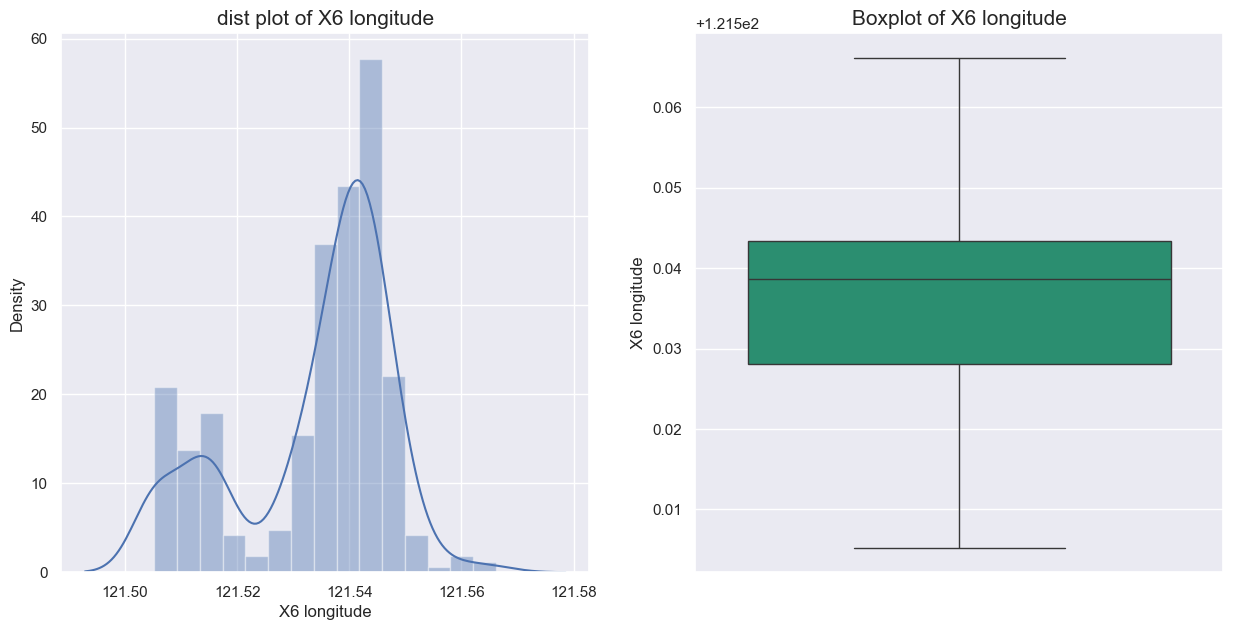 dist plot of X6 longitude
60
50
40
30
20
10
0
Density
121.50 121.52 121.54 121.56 121.58
X6 longitude
Boxplot of X6 longitude
+1.215e2
0.06
0.05
0.04
0.03
0.02
0.01
X6 longitude